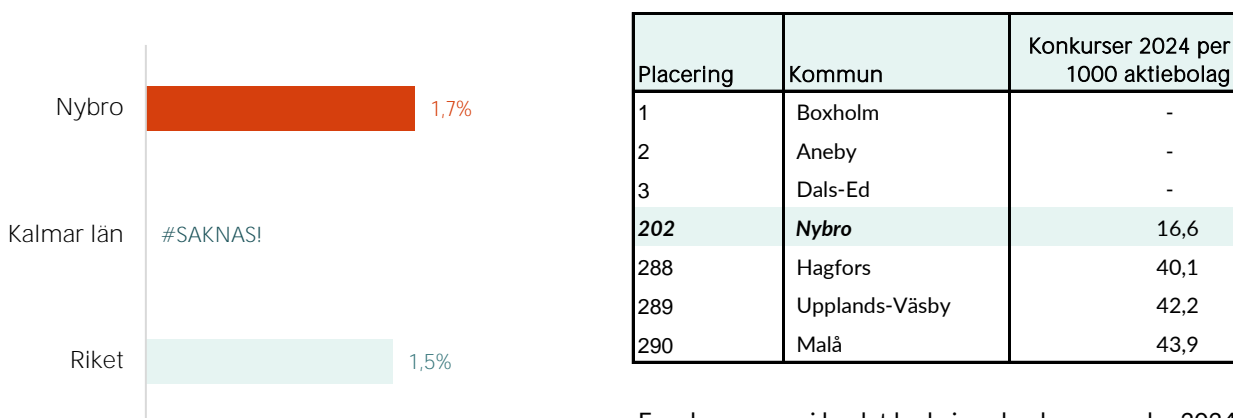 Nybro 1,7%
Kalmar län #SAKNAS!
Riket 1,5%
Placering Kommun Konkurser 2024 per 1000 aktiebolag
1 Boxholm -
2 Aneby -
3 Dals-Ed -
202 Nybro 16,6
288 Hagfors 40,1
289 Upplands-Väsby 42,2
290 Malå 43,9